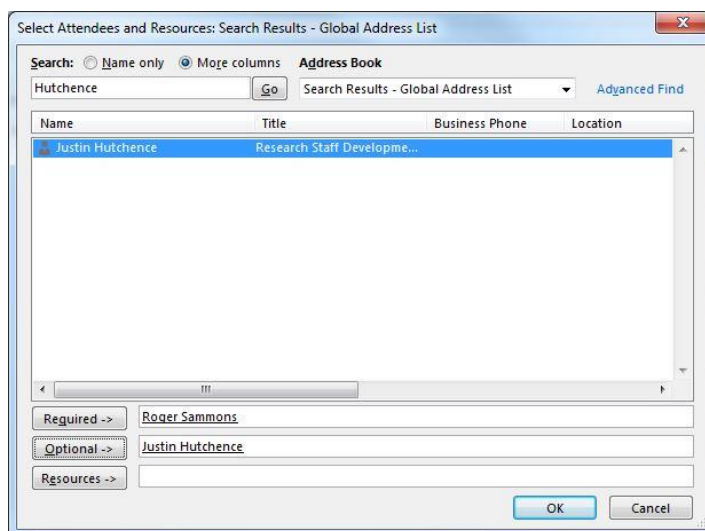 Select Attendees and Resources: Search Results - Global Address List
Search: Name only More columns Address Book
Hutchence Go Search Results - Global Address List Advanced Find
Name Title Business Phone Location
Justin Hutchence Research Staff Developme...
Required -> Roger Sammons
Optional -> Justin Hutchence
Resources ->
OK Cancel